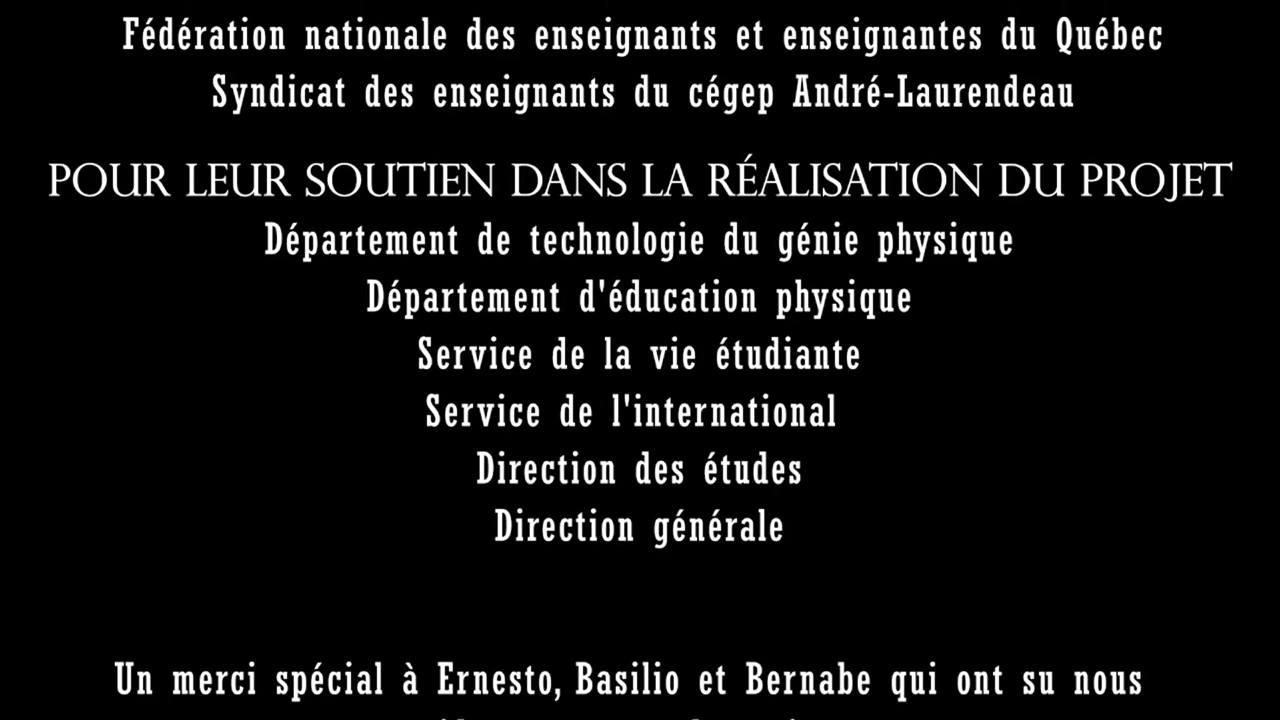 Fédération nationale des enseignants et enseignantes du Québec
Syndicat des enseignants du cégep André-Laurendeau
POUR LEUR SOUTIEN DANS LA RÉALISATION DU PROJET
Département de technologie du génie physique
Département d'éducation physique
Service de la vie étudiante
Service de l'international
Direction des études
Direction générale
Un merci spécial à Ernesto, Basilio et Bernabe qui ont su nous